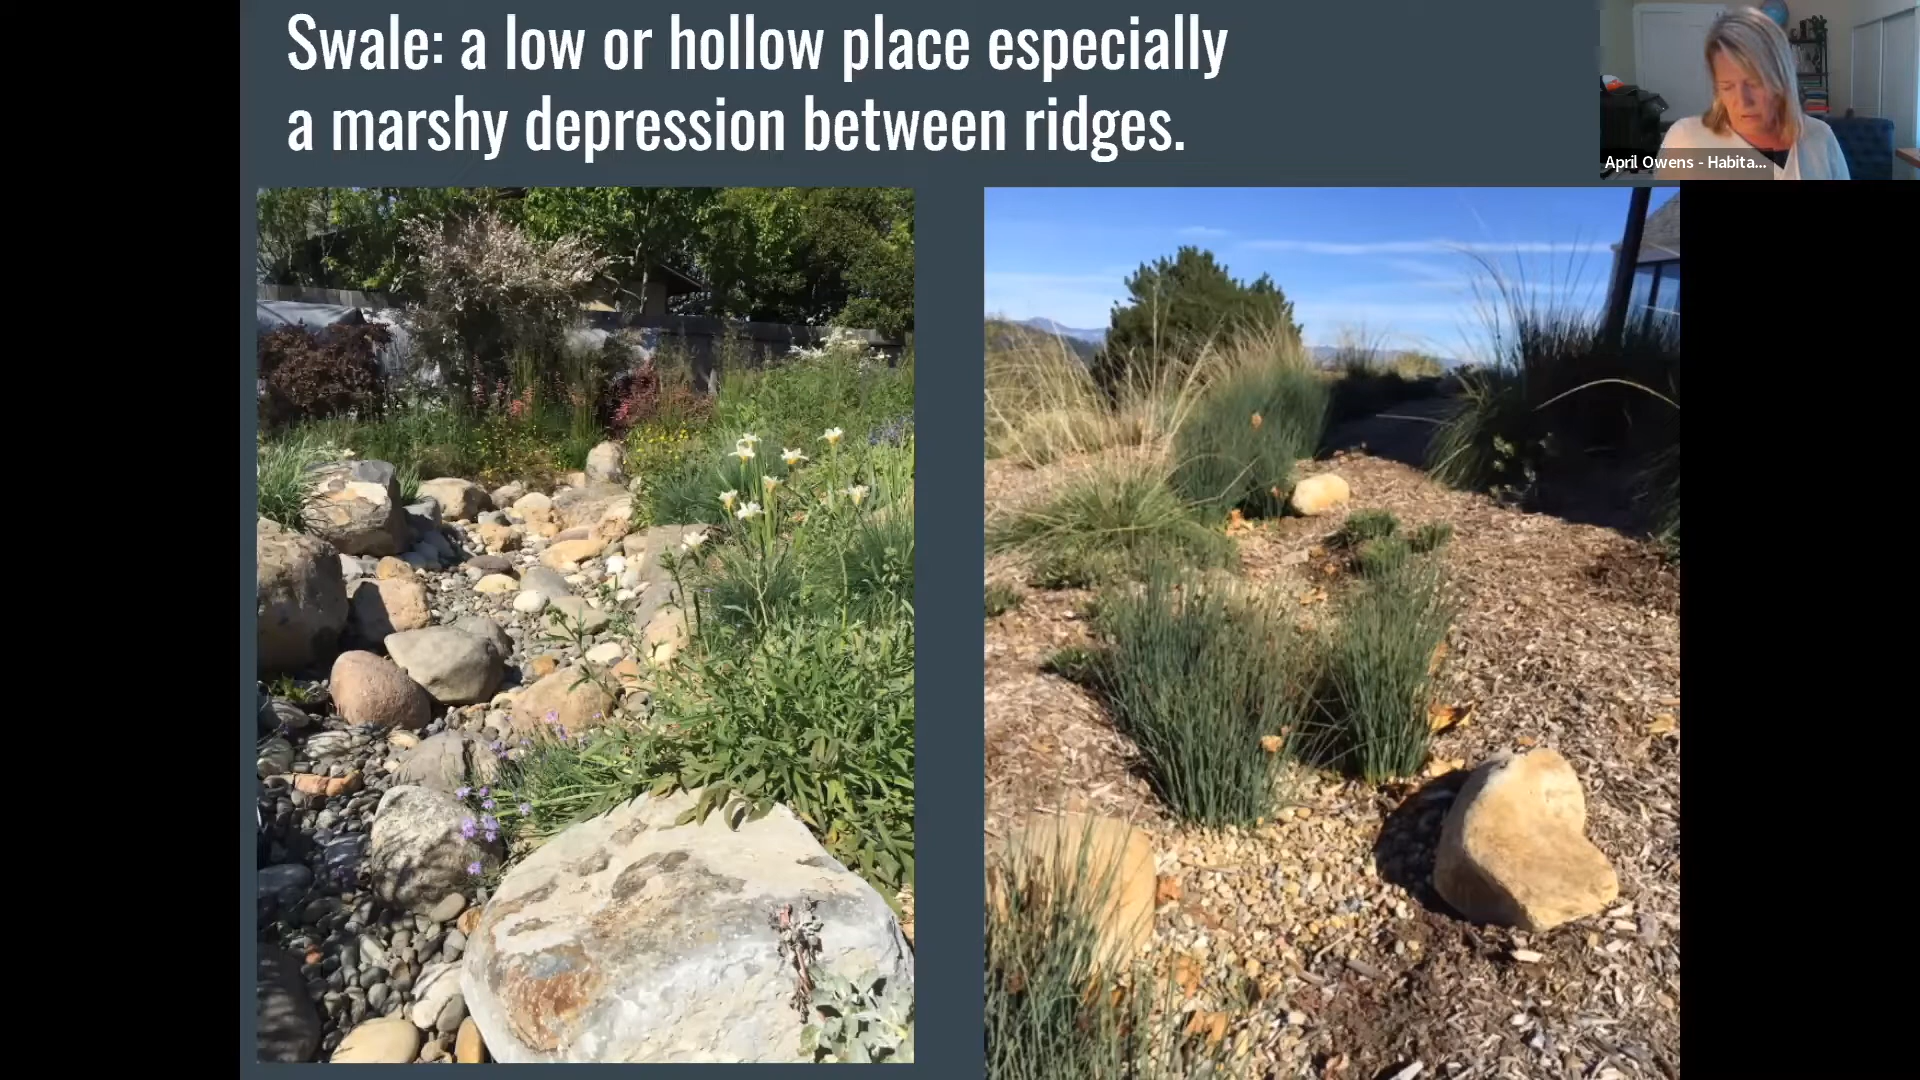 Swale: a low or hollow place especially
a marshy depression between ridges.
April Owens - Habita...